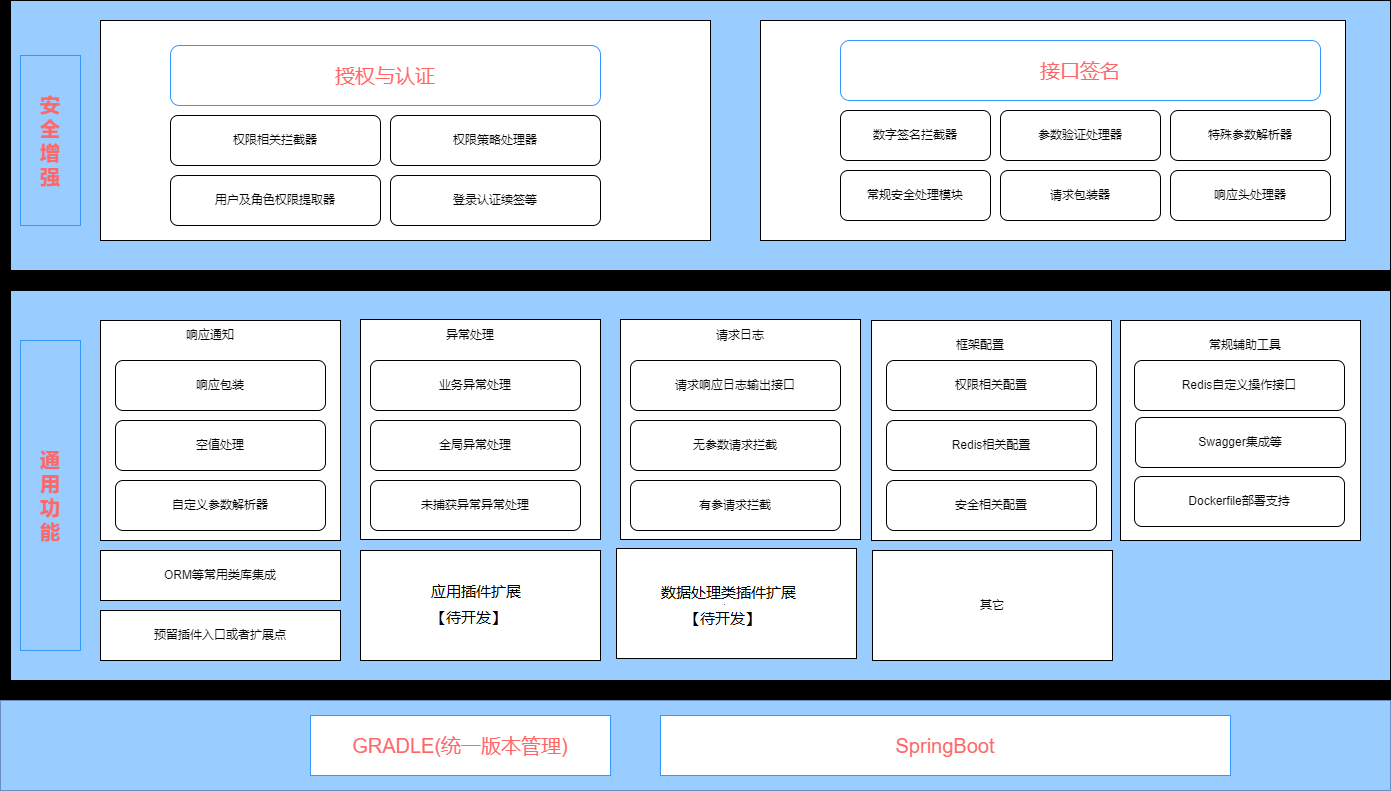 安全增强
授权与认证
权限相关拦截器
权限策略处理器
用户及角色权限提取器
登录认证续签等
接口签名
数字签名拦截器
参数验证处理器
特殊参数解析器
常规安全处理模块
请求包装器
响应头处理器
通用功能
响应通知
响应包装
空值处理
自定义参数解析器
异常处理
业务异常处理
全局异常处理
未捕获异常异常处理
请求日志
请求响应日志输出接口
无参数请求拦截
有参请求拦截
框架配置
权限相关配置
Redis相关配置
安全相关配置
常规辅助工具
Redis自定义操作接口
Swagger集成等
Dockerfile部署支持
ORM等常用类库集成
预留插件入口或者扩展点
应用插件扩展
【待开发】
数据处理类插件扩展
【待开发】
其它
GRADLE(统一版本管理)
SpringBoot